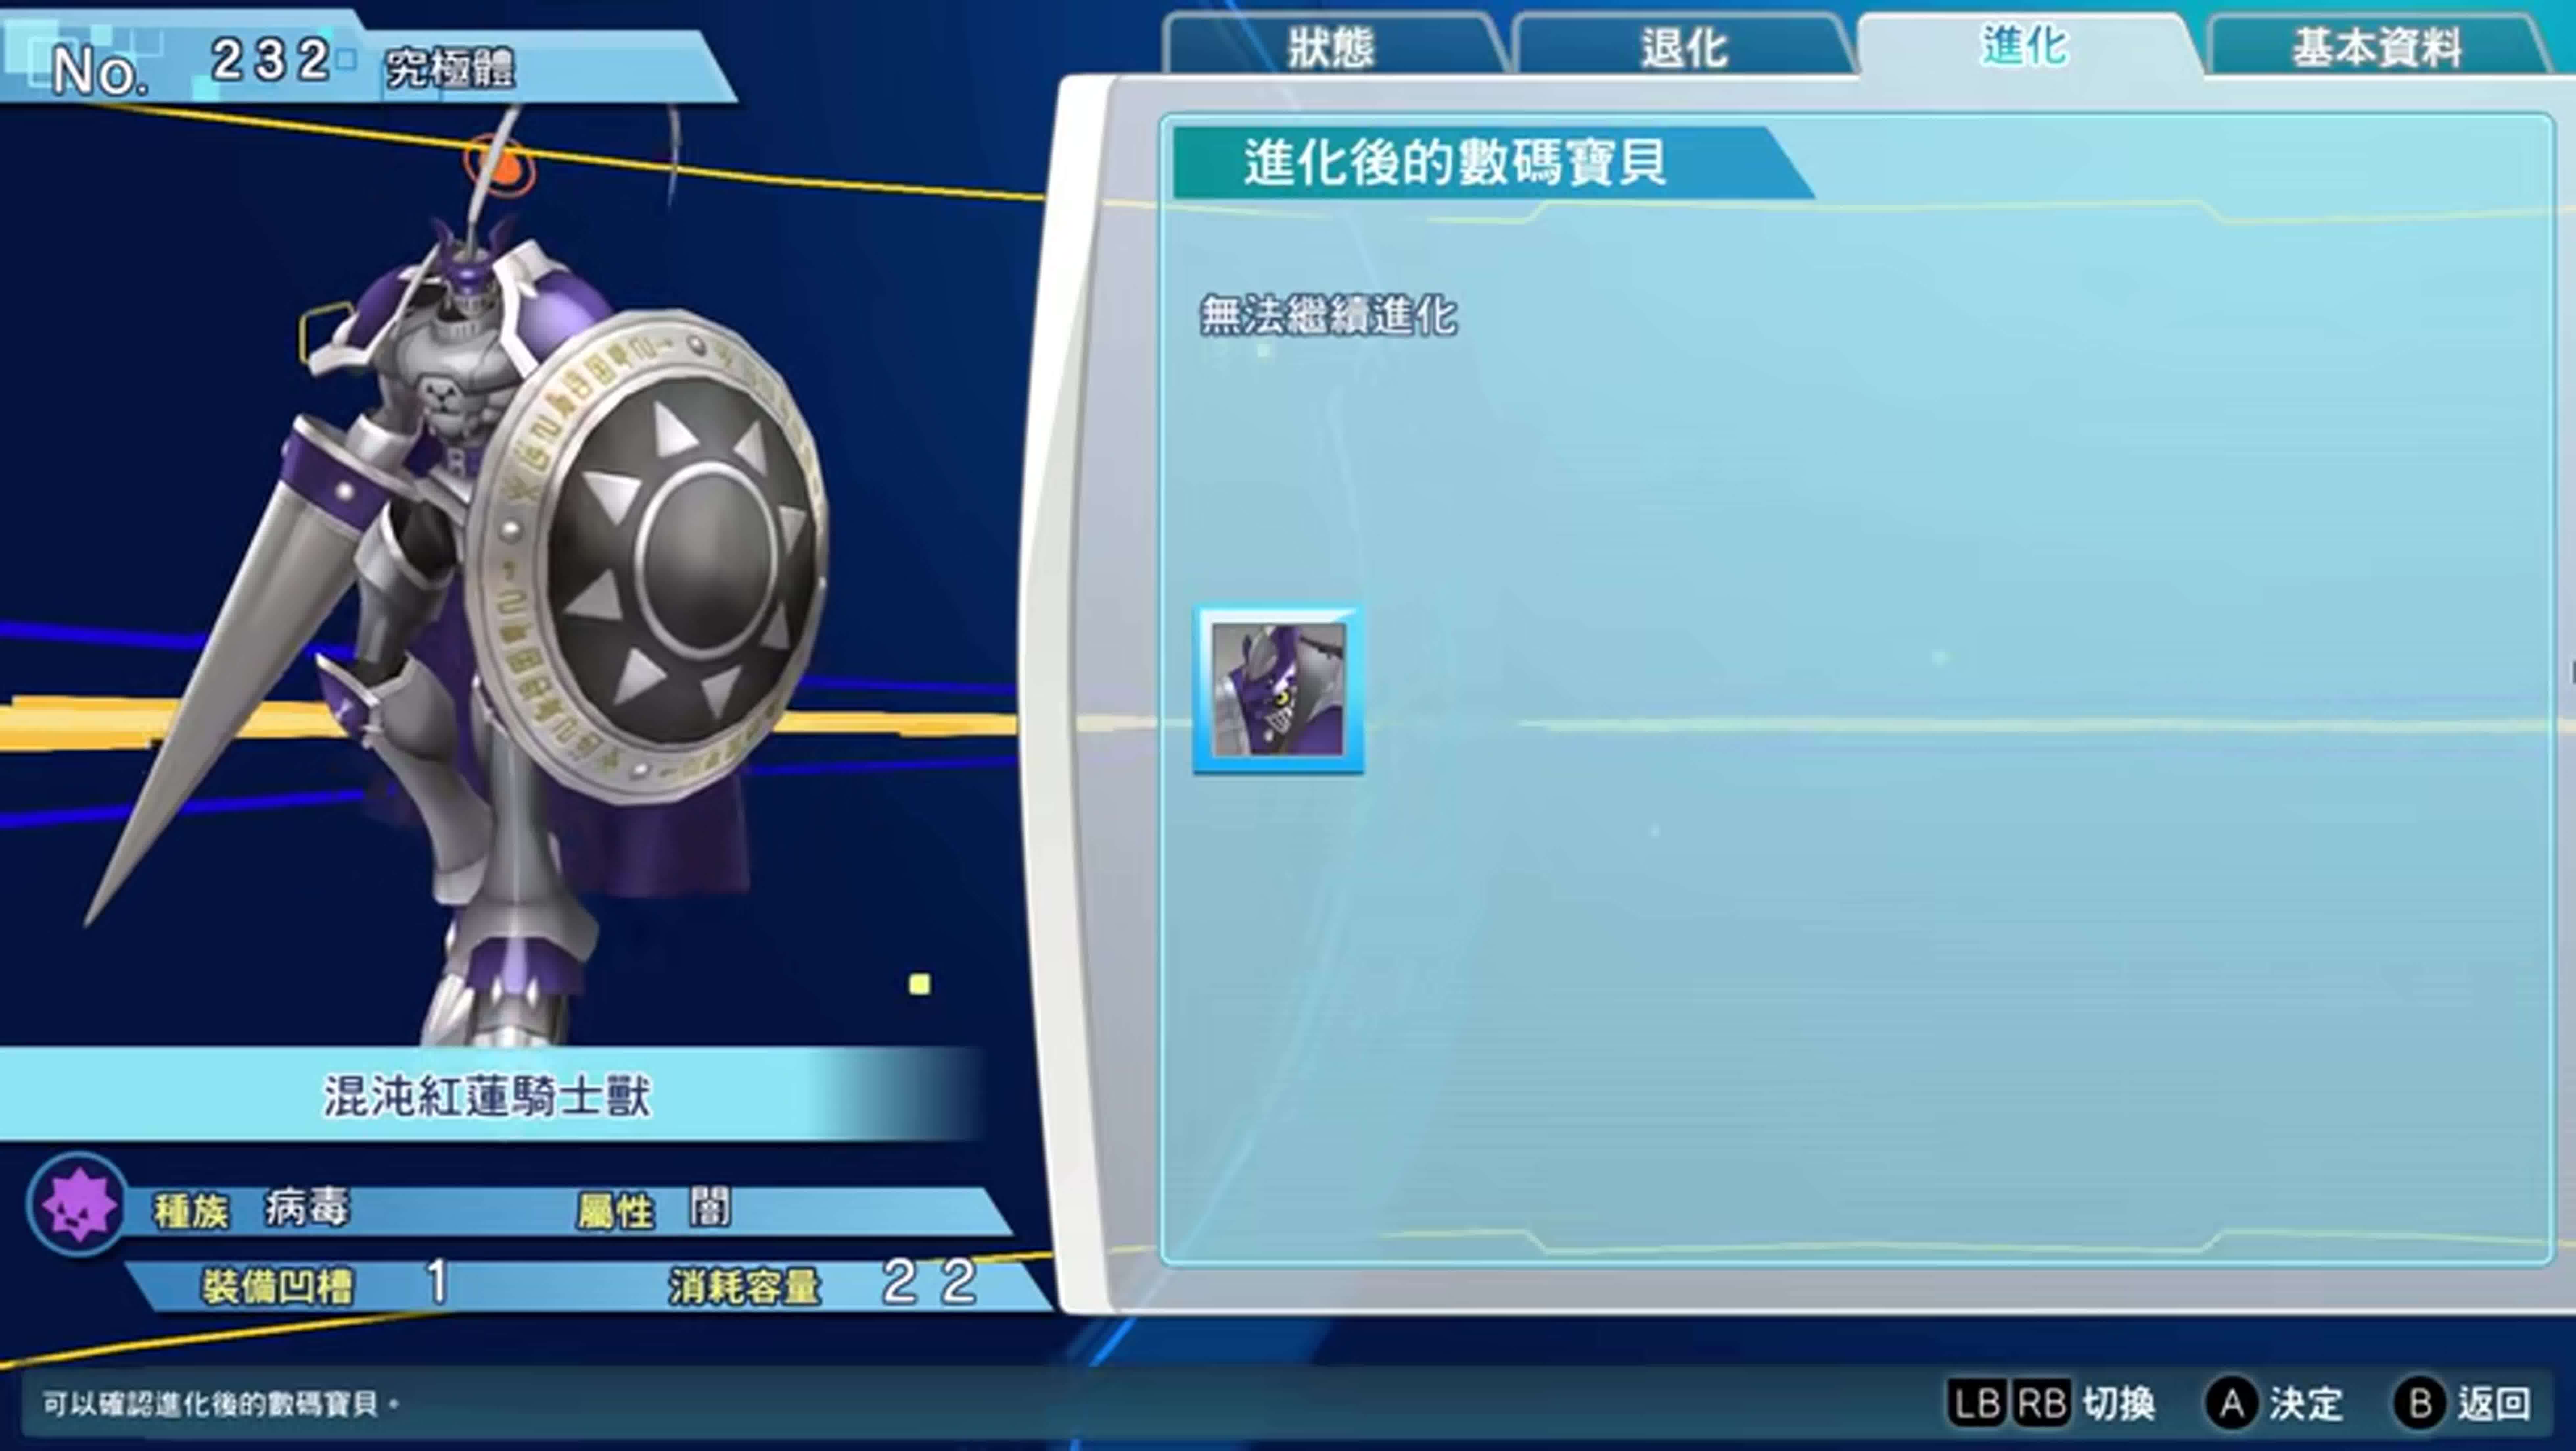 No. 232 究極體
狀態 退化 進化 基本資料
進化後的數碼寶貝
無法繼續進化
混沌紅蓮騎士獸
種族 病毒 屬性 闇
裝備凹槽 1 消耗容量 22
可以確認進化後的數碼寶貝。
LB RB 切換 A 決定 B 返回